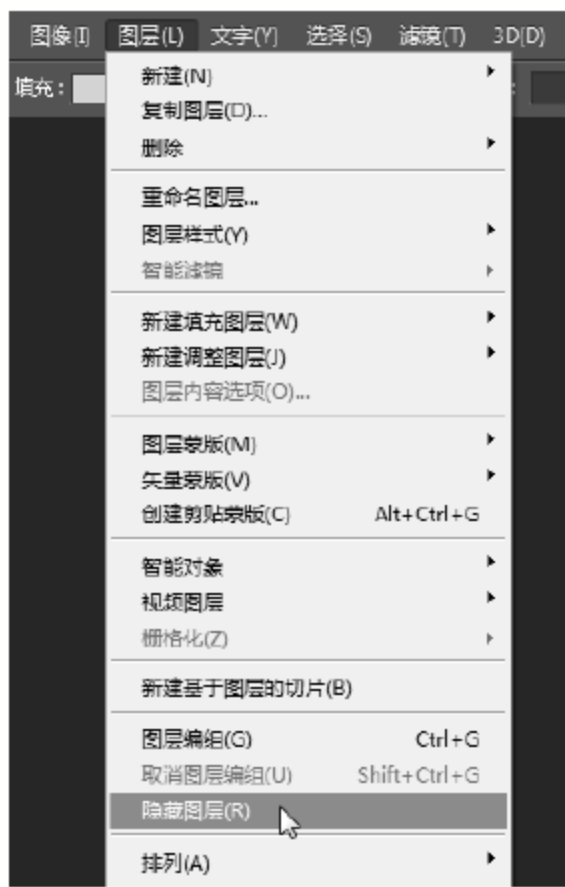 图像(I) 图层(L) 文字(Y) 选择(S) 滤镜(T) 3D(D)
填充：
新建(N)
复制图层(D)...
删除
重命名图层...
图层样式(Y)
智能滤镜
新建填充图层(W)
新建调整图层(J)
图层内容选项(O)...
图层蒙版(M)
矢量蒙版(V)
创建剪贴蒙版(C) Alt+Ctrl+G
智能对象
视频图层
栅格化(Z)
新建基于图层的切片(B)
图层编组(G) Ctrl+G
取消图层编组(U) Shift+Ctrl+G
隐藏图层(R)
排列(A)